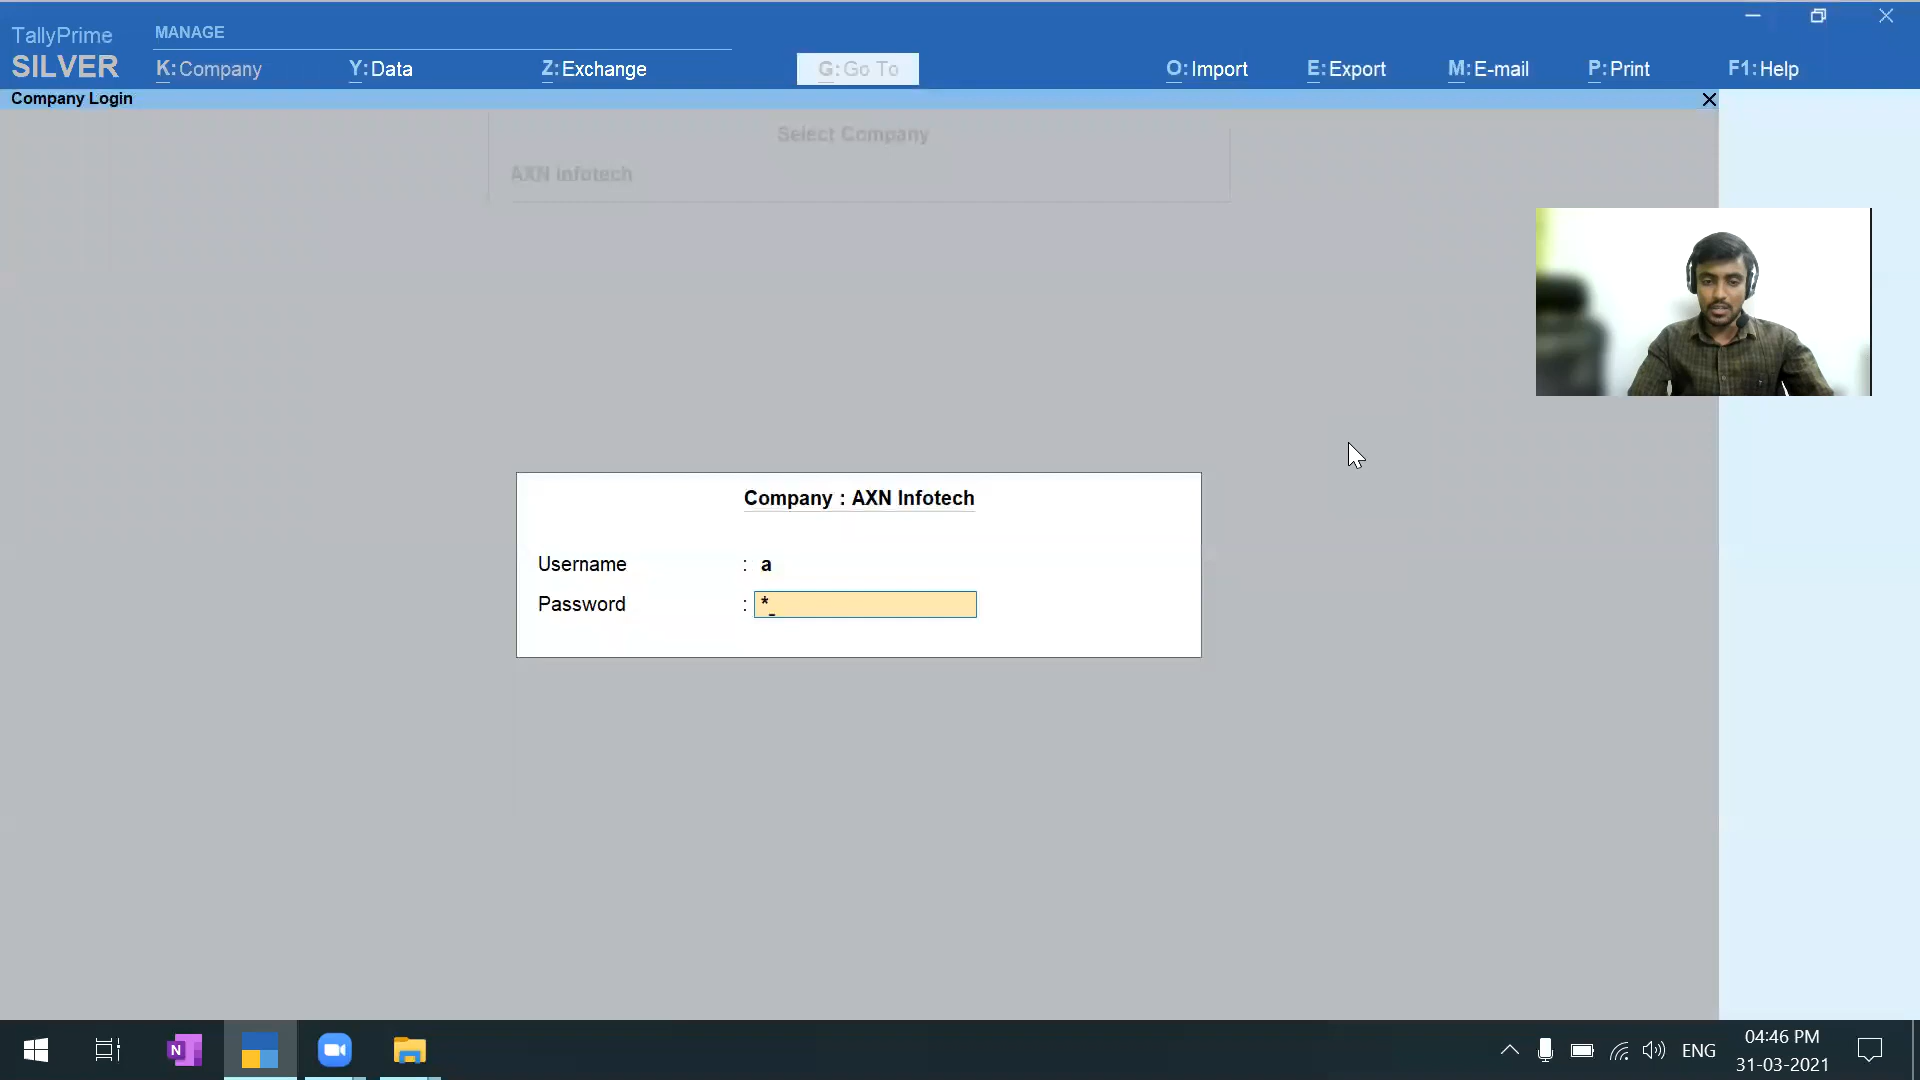 TallyPrime
SILVER
MANAGE
K: Company
Y: Data
Z: Exchange
G: Go To
O: Import
E: Export
M: E-mail
P: Print
F1: Help
Company Login
Select Company
AXN Infotech
Company : AXN Infotech
Username : a
Password : *_
N
ENG
04:46 PM
31-03-2021